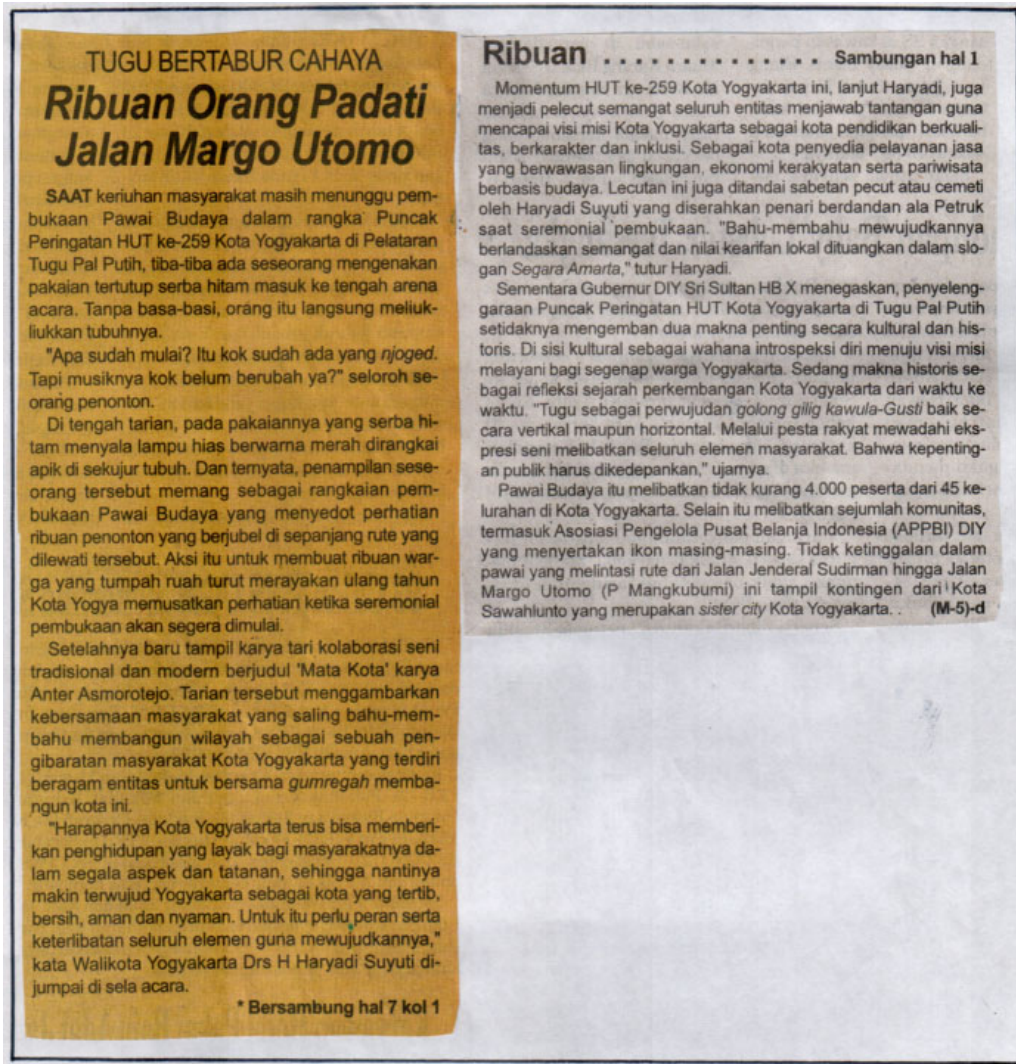 TUGU BERTABUR CAHAYA
Ribuan Orang Padati
Jalan Margo Utomo
SAAT keriuhan masyarakat masih menunggu pem-
bukaan Pawai Budaya dalam rangka Puncak
Peringatan HUT ke-259 Kota Yogyakarta di Pelataran
Tugu Pal Putih, tiba-tiba ada seseorang mengenakan
pakaian tertutup serba hitam masuk ke tengah arena
acara. Tanpa basa-basi, orang itu langsung meliuk-
liukkan tubuhnya.
"Apa sudah mulai? Itu kok sudah ada yang njoged.
Tapi musiknya kok belum berubah ya?" seloroh se-
orang penonton.
Di tengah tarian, pada pakaiannya yang serba hi-
tam menyala lampu hias berwarna merah dirangkai
apik di sekujur tubuh. Dan ternyata, penampilan sese-
orang tersebut memang sebagai rangkaian pem-
bukaan Pawai Budaya yang menyedot perhatian
ribuan penonton yang berjubel di sepanjang rute yang
dilewati tersebut. Aksi itu untuk membuat ribuan war-
ga yang tumpah ruah turut merayakan ulang tahun
Kota Yogya memusatkan perhatian ketika seremonial
pembukaan akan segera dimulai.
Setelahnya baru tampil karya tari kolaborasi seni
tradisional dan modern berjudul 'Mata Kota' karya
Anter Asmorotejo. Tarian tersebut menggambarkan
kebersamaan masyarakat yang saling bahu-mem-
bahu membangun wilayah sebagai sebuah pen-
gibaratan masyarakat Kota Yogyakarta yang terdiri
beragam entitas untuk bersama gumregah memba-
ngun kota ini.
"Harapannya Kota Yogyakarta terus bisa memberi-
kan penghidupan yang layak bagi masyarakatnya da-
lam segala aspek dan tatanan, sehingga nantinya
makin terwujud Yogyakarta sebagai kota yang tertib,
bersih, aman dan nyaman. Untuk itu perlu peran serta
keterlibatan seluruh elemen guna mewujudkannya,"
kata Walikota Yogyakarta Drs H Haryadi Suyuti di-
jumpai di sela acara.
* Bersambung hal 7 kol 1
Ribuan . . . . . . . . . . . . . . Sambungan hal 1
Momentum HUT ke-259 Kota Yogyakarta ini, lanjut Haryadi, juga
menjadi pelecut semangat seluruh entitas menjawab tantangan guna
mencapai visi misi Kota Yogyakarta sebagai kota pendidikan berkuali-
tas, berkarakter dan inklusi. Sebagai kota penyedia pelayanan jasa
yang berwawasan lingkungan, ekonomi kerakyatan serta pariwisata
berbasis budaya. Lecutan ini juga ditandai sabetan pecut atau cemeti
oleh Haryadi Suyuti yang diserahkan penari berdandan ala Petruk
saat seremonial pembukaan. "Bahu-membahu mewujudkannya
berlandaskan semangat dan nilai kearifan lokal dituangkan dalam slo-
gan Segara Amarta," tutur Haryadi.
Sementara Gubernur DIY Sri Sultan HB X menegaskan, penyeleng-
garaan Puncak Peringatan HUT Kota Yogyakarta di Tugu Pal Putih
setidaknya mengemban dua makna penting secara kultural dan his-
toris. Di sisi kultural sebagai wahana introspeksi diri menuju visi misi
melayani bagi segenap warga Yogyakarta. Sedang makna historis se-
bagai refleksi sejarah perkembangan Kota Yogyakarta dari waktu ke
waktu. "Tugu sebagai perwujudan golong gilig kawula-Gusti baik se-
cara vertikal maupun horizontal. Melalui pesta rakyat mewadahi eks-
presi seni melibatkan seluruh elemen masyarakat. Bahwa kepenting-
an publik harus dikedepankan," ujarnya.
Pawai Budaya itu melibatkan tidak kurang 4.000 peserta dari 45 ke-
lurahan di Kota Yogyakarta. Selain itu melibatkan sejumlah komunitas,
termasuk Asosiasi Pengelola Pusat Belanja Indonesia (APPBI) DIY
yang menyertakan ikon masing-masing. Tidak ketinggalan dalam
pawai yang melintasi rute dari Jalan Jenderal Sudirman hingga Jalan
Margo Utomo (P Mangkubumi) ini tampil kontingen dari Kota
Sawahlunto yang merupakan sister city Kota Yogyakarta. . (M-5)-d